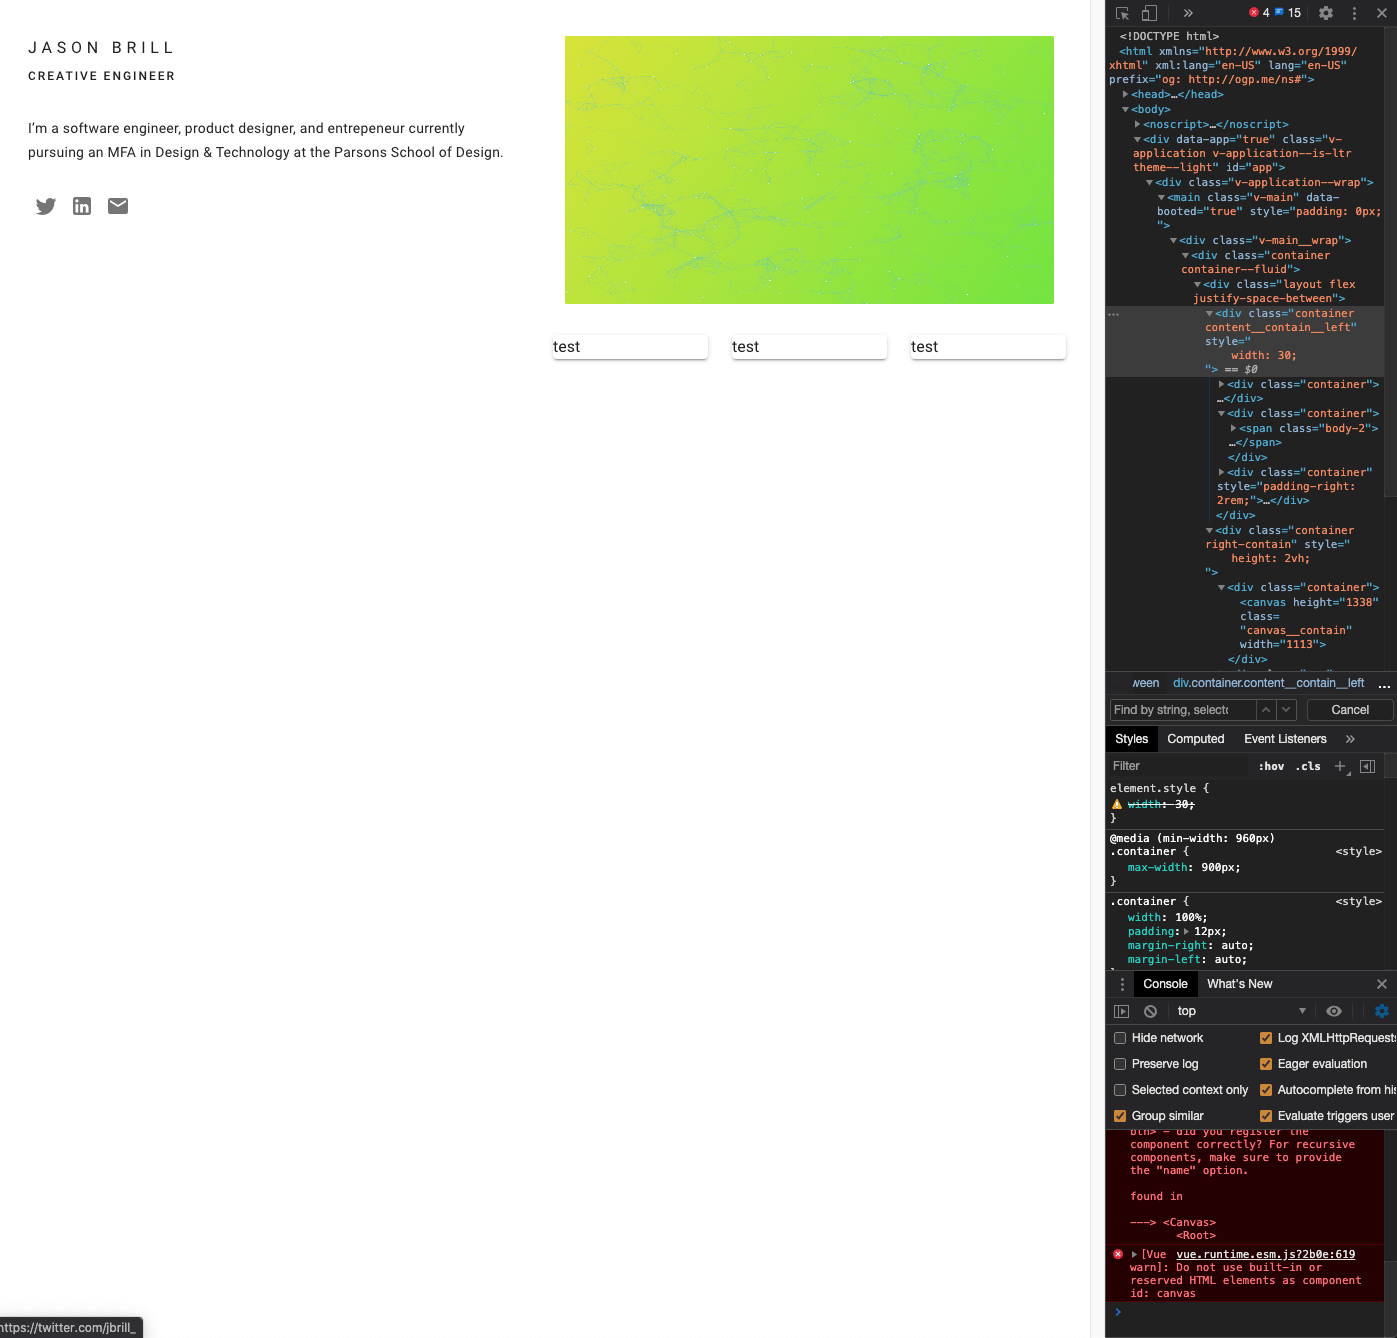 JASON BRILL
CREATIVE ENGINEER
I'm a software engineer, product designer, and entrepeneur currently
pursuing an MFA in Design & Technology at the Parsons School of Design.
test
test
test
https://twitter.com/jbrill_
4 15
<!DOCTYPE html>
<html xmlns="http://www.w3.org/1999/
xhtml" xml:lang="en-US" lang="en-US"
prefix="og: http://ogp.me/ns#">
<head>…</head>
<body>
<noscript>…</noscript>
<div data-app="true" class="v-
application v-application--is-ltr
theme--light" id="app">
<div class="v-application--wrap">
<main class="v-main" data-
booted="true" style="padding: 0px;
">
<div class="v-main__wrap">
<div class="container
container--fluid">
<div class="layout flex
justify-space-between">
<div class="container
content__contain__left"
style="
width: 30;
"> == $0
<div class="container">
…</div>
<div class="container">
<span class="body-2">
…</span>
</div>
<div class="container"
style="padding-right:
2rem;">…</div>
</div>
<div class="container
right-contain" style="
height: 2vh;
">
<div class="container">
<canvas height="1338"
class=
"canvas__contain"
width="1113">
</div>
ween div.container.content__contain__left ...
Find by string, selecto Cancel
Styles Computed Event Listeners
Filter :hov .cls
element.style {
width: 30;
}
@media (min-width: 960px)
.container { <style>
max-width: 900px;
}
.container { <style>
width: 100%;
padding: 12px;
margin-right: auto;
margin-left: auto;
Console What's New
top
Hide network Log XMLHttpRequests
Preserve log Eager evaluation
Selected context only Autocomplete from his
Group similar Evaluate triggers user
btn> - did you register the
component correctly? For recursive
components, make sure to provide
the "name" option.
found in
---> <Canvas>
<Root>
[Vue vue.runtime.esm.js?2b0e:619
warn]: Do not use built-in or
reserved HTML elements as component
id: canvas